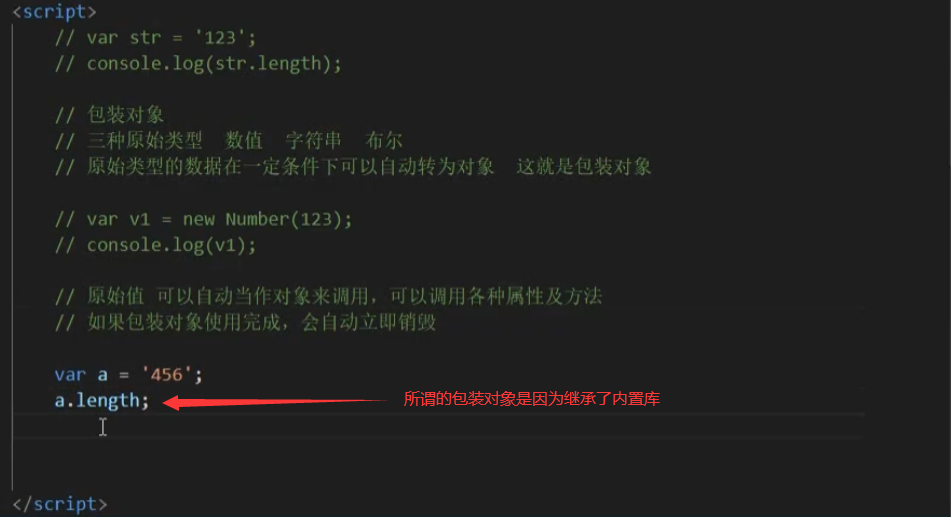 <script>
// var str = '123';
// console.log(str.length);
// 包装对象
// 三种原始类型 数值 字符串 布尔
// 原始类型的数据在一定条件下可以自动转为对象 这就是包装对象
// var v1 = new Number(123);
// console.log(v1);
// 原始值 可以自动当作对象来调用，可以调用各种属性及方法
// 如果包装对象使用完成，会自动立即销毁
var a = '456';
a.length; 所谓的包装对象是因为继承了内置库
</script>